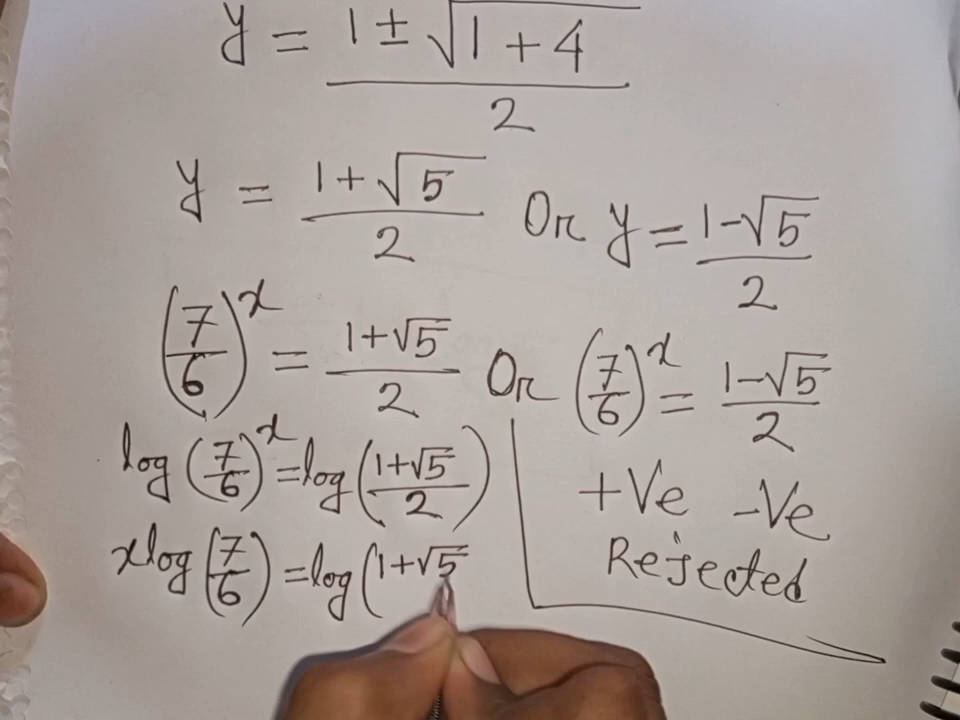 y = (1 ± √(1 + 4))/2
y = (1 + √5)/2 Or y = (1 - √5)/2
(7/6)^x = (1 + √5)/2 Or (7/6)^x = (1 - √5)/2
log (7/6)^x = log ((1 + √5)/2)
+Ve -Ve
x log (7/6) = log (1 + √5
Rejected